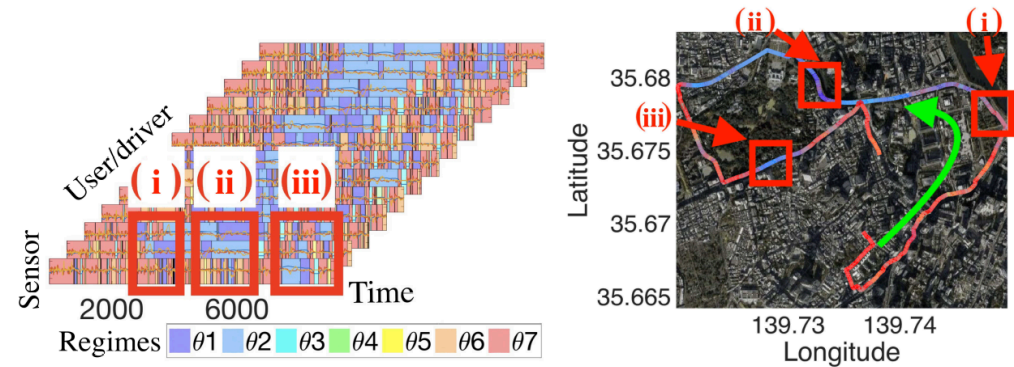 User/driver
(i) (ii) (iii)
Sensor
2000 6000 Time
Regimes θ1 θ2 θ3 θ4 θ5 θ6 θ7
(ii) (i)
(iii)
Latitude
35.68
35.675
35.67
35.665
139.73 139.74
Longitude